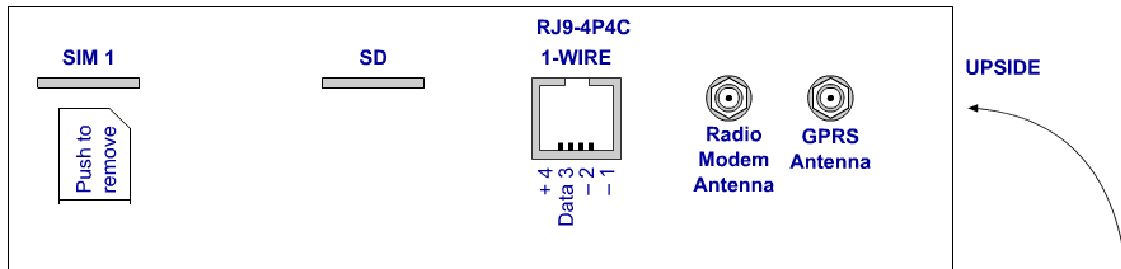 SIM 1
Push to
remove
SD
RJ9-4P4C
1-WIRE
+ 4
Data 3
– 2
– 1
Radio
Modem
Antenna
GPRS
Antenna
UPSIDE